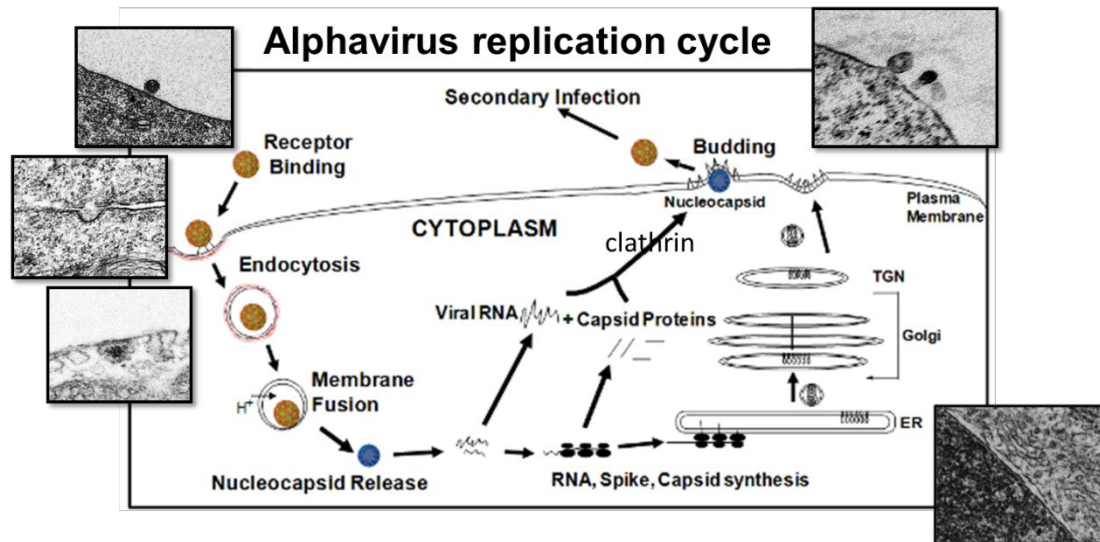 Alphavirus replication cycle
Secondary Infection
Receptor
Binding
Budding
Nucleocapsid
Plasma
Membrane
CYTOPLASM
clathrin
Endocytosis
TGN
Viral RNA + Capsid Proteins
Golgi
Membrane
Fusion
H+
ER
Nucleocapsid Release
RNA, Spike, Capsid synthesis